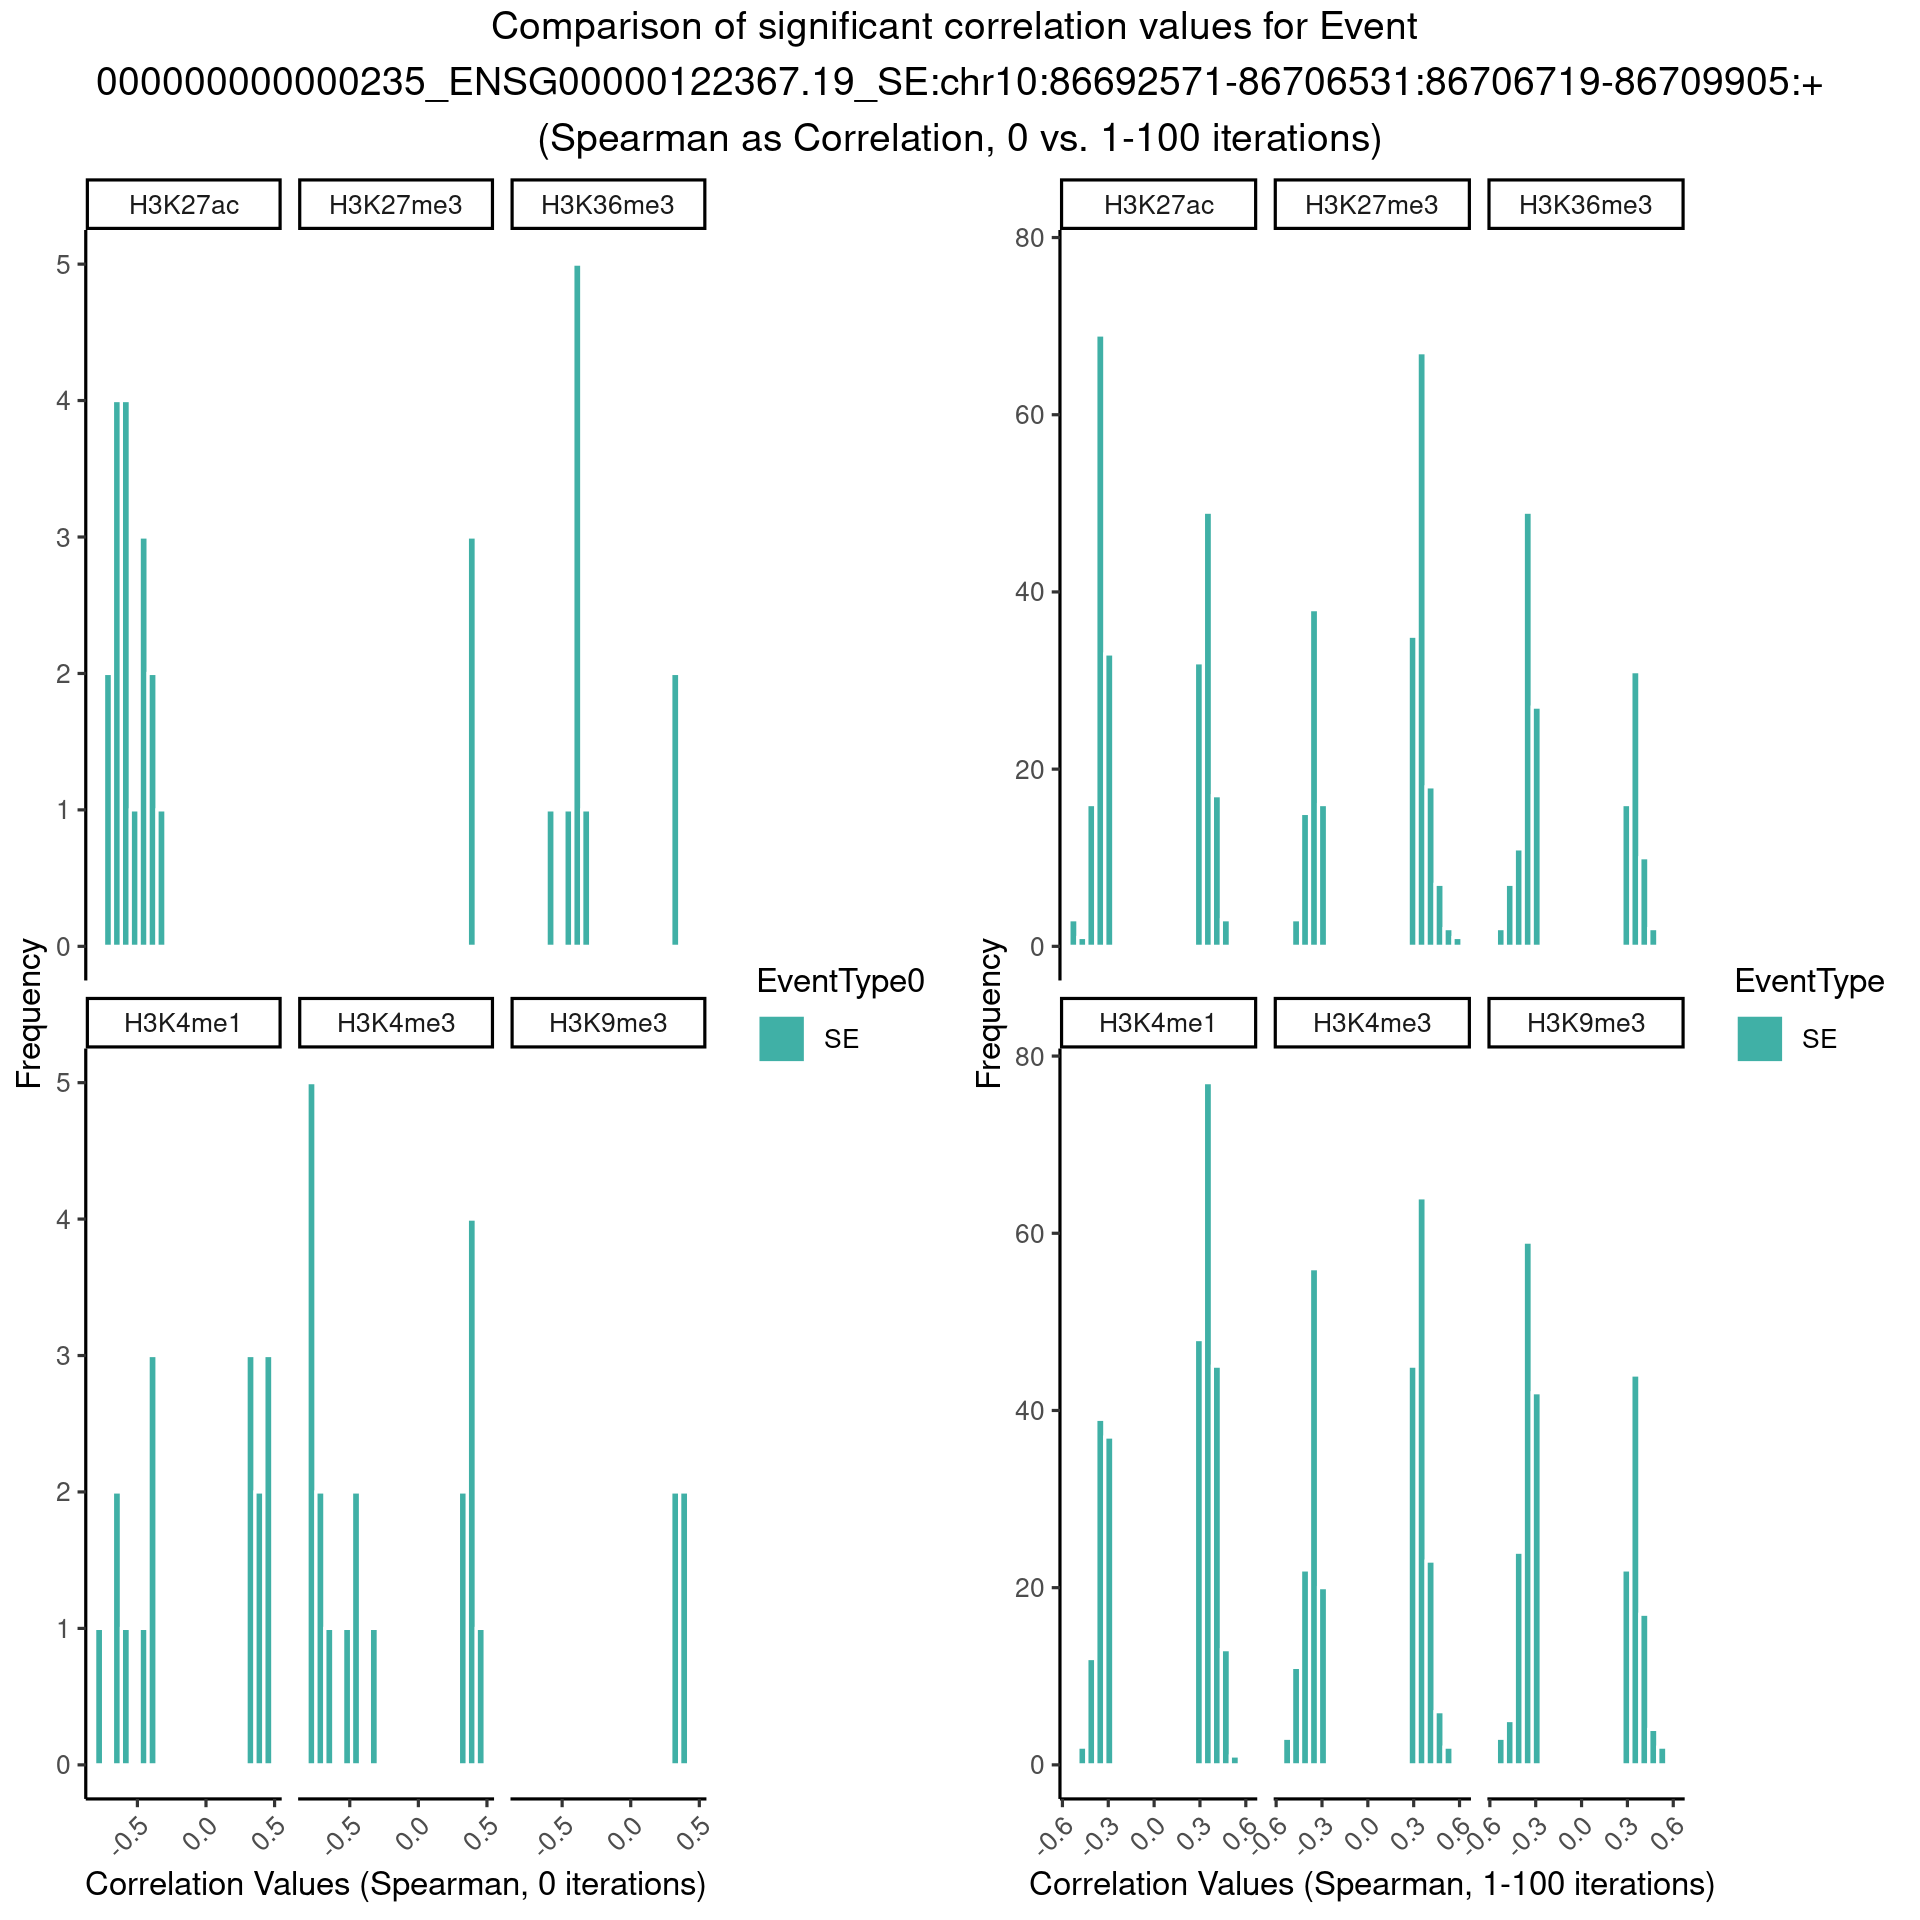 Comparison of significant correlation values for Event
000000000000235_ENSG00000122367.19_SE:chr10:86692571-86706531:86706719-86709905:+
(Spearman as Correlation, 0 vs. 1-100 iterations)
H3K27ac H3K27me3 H3K36me3
5
4
3
2
1
0
H3K4me1 H3K4me3 H3K9me3
5
4
3
2
1
0
-0.5 0.0 0.5 -0.5 0.0 0.5 -0.5 0.0 0.5
Frequency
Correlation Values (Spearman, 0 iterations)
EventType0
SE
H3K27ac H3K27me3 H3K36me3
80
60
40
20
0
H3K4me1 H3K4me3 H3K9me3
80
60
40
20
0
-0.6 -0.3 0.0 0.3 0.6 -0.6 -0.3 0.0 0.3 0.6 -0.6 -0.3 0.0 0.3 0.6
Frequency
Correlation Values (Spearman, 1-100 iterations)
EventType
SE